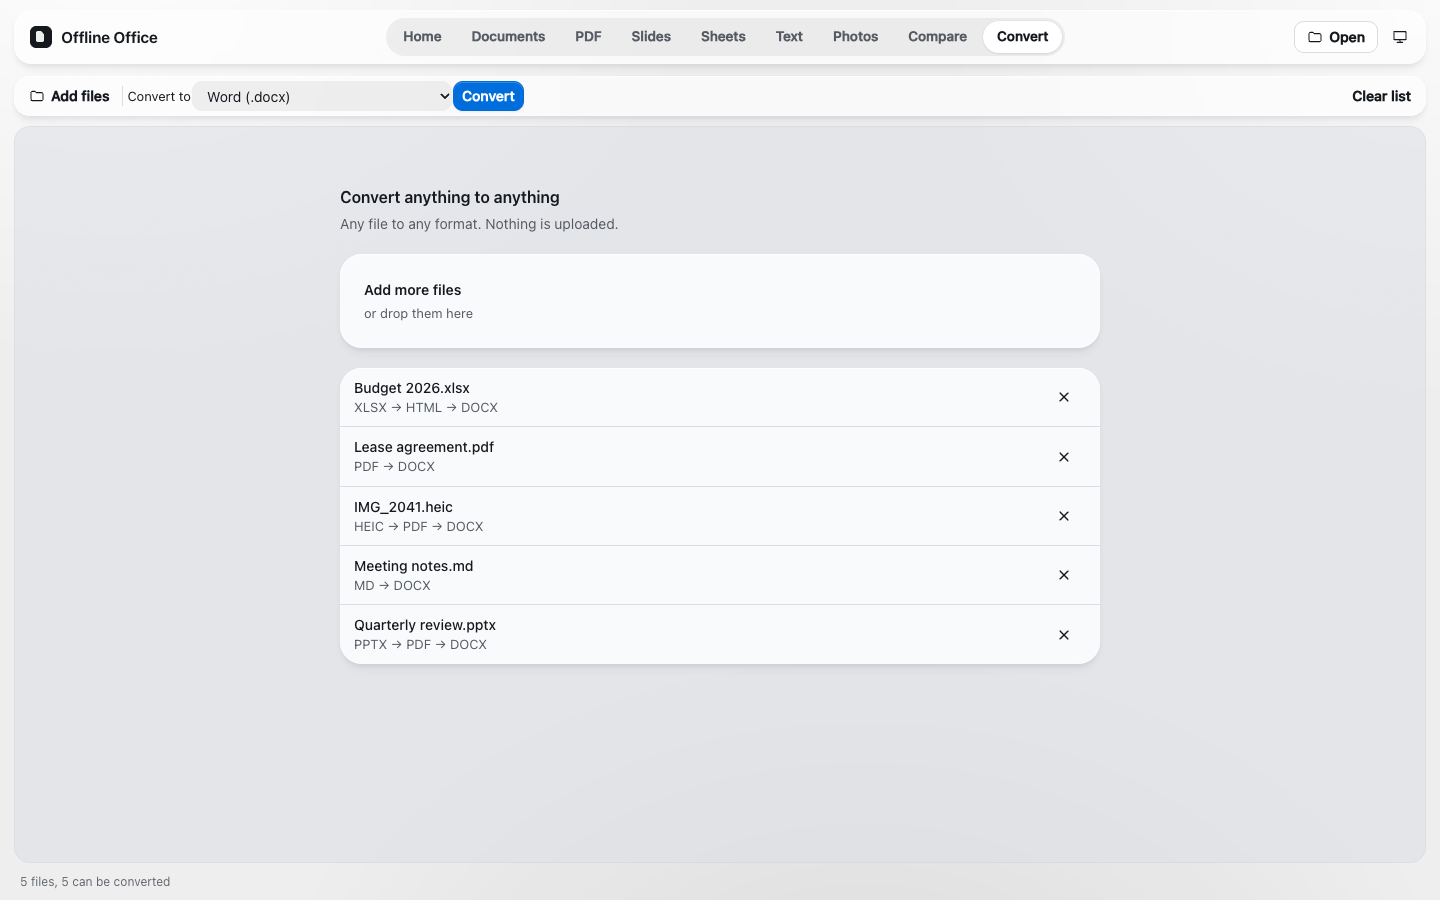 Offline Office
Home Documents PDF Slides Sheets Text Photos Compare Convert
Open
Add files
Convert to Word (.docx) Convert
Clear list
Convert anything to anything
Any file to any format. Nothing is uploaded.
Add more files
or drop them here
Budget 2026.xlsx
XLSX → HTML → DOCX
Lease agreement.pdf
PDF → DOCX
IMG_2041.heic
HEIC → PDF → DOCX
Meeting notes.md
MD → DOCX
Quarterly review.pptx
PPTX → PDF → DOCX
5 files, 5 can be converted